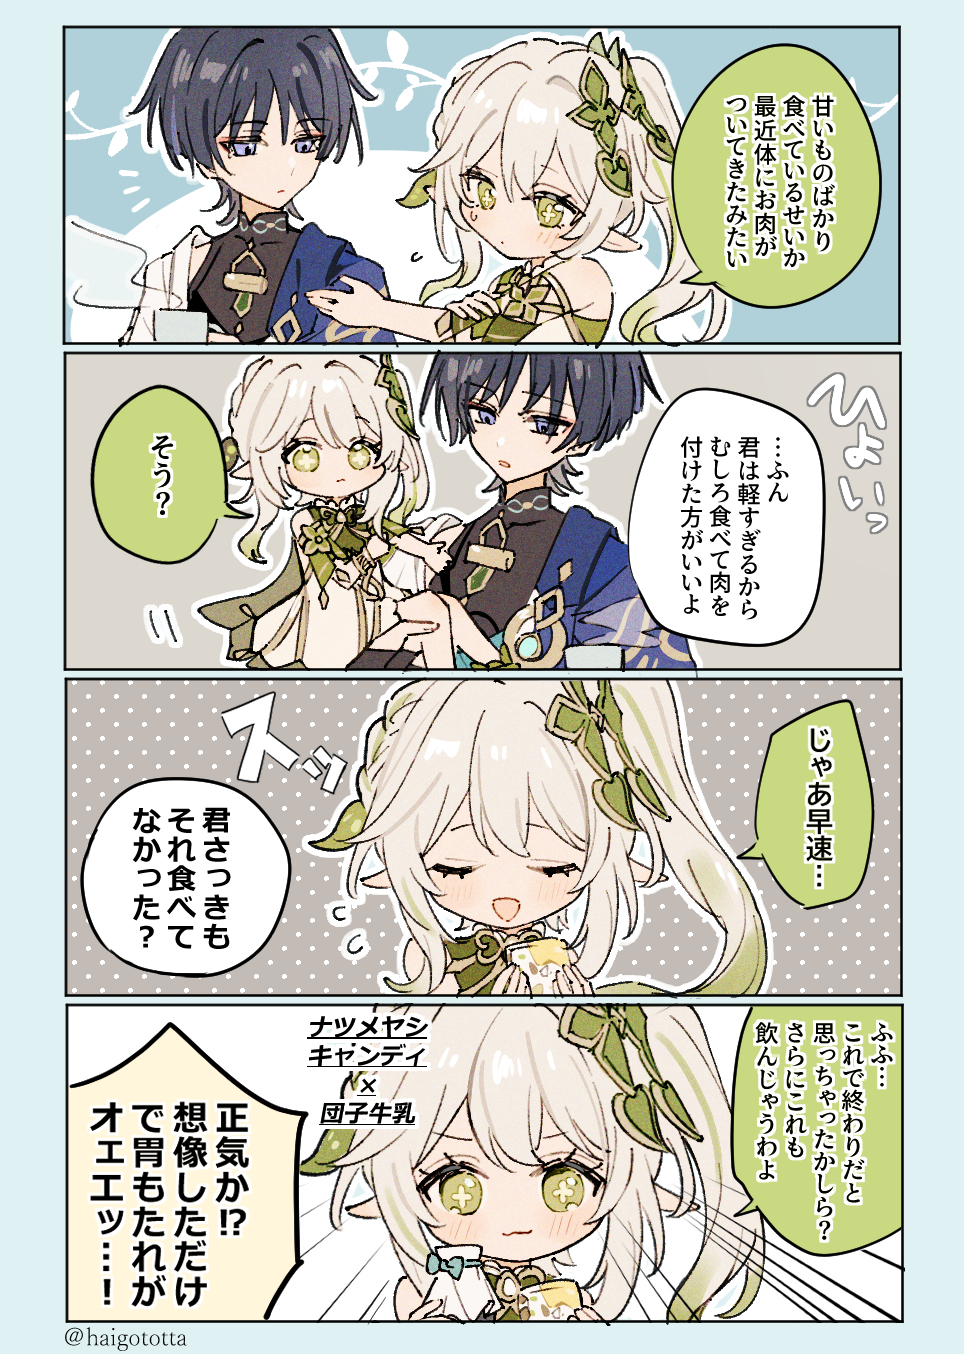 甘いものばかり
食べているせいか
最近体にお肉が
ついてきたみたい
ひょいっ
…ふん
君は軽すぎるから
むしろ食べて肉を
付けた方がいいよ
そう？
じゃあ早速…
スッ
君さっきも
それ食べて
なかった？
ふふ…
これで終わりだと
思っちゃったかしら？
さらにこれも
飲んじゃうわよ
ナツメヤシ
キャンディ
×
団子牛乳
正気か⁉
想像しただけ
で胃もたれが
オエエッ…！
@haigototta